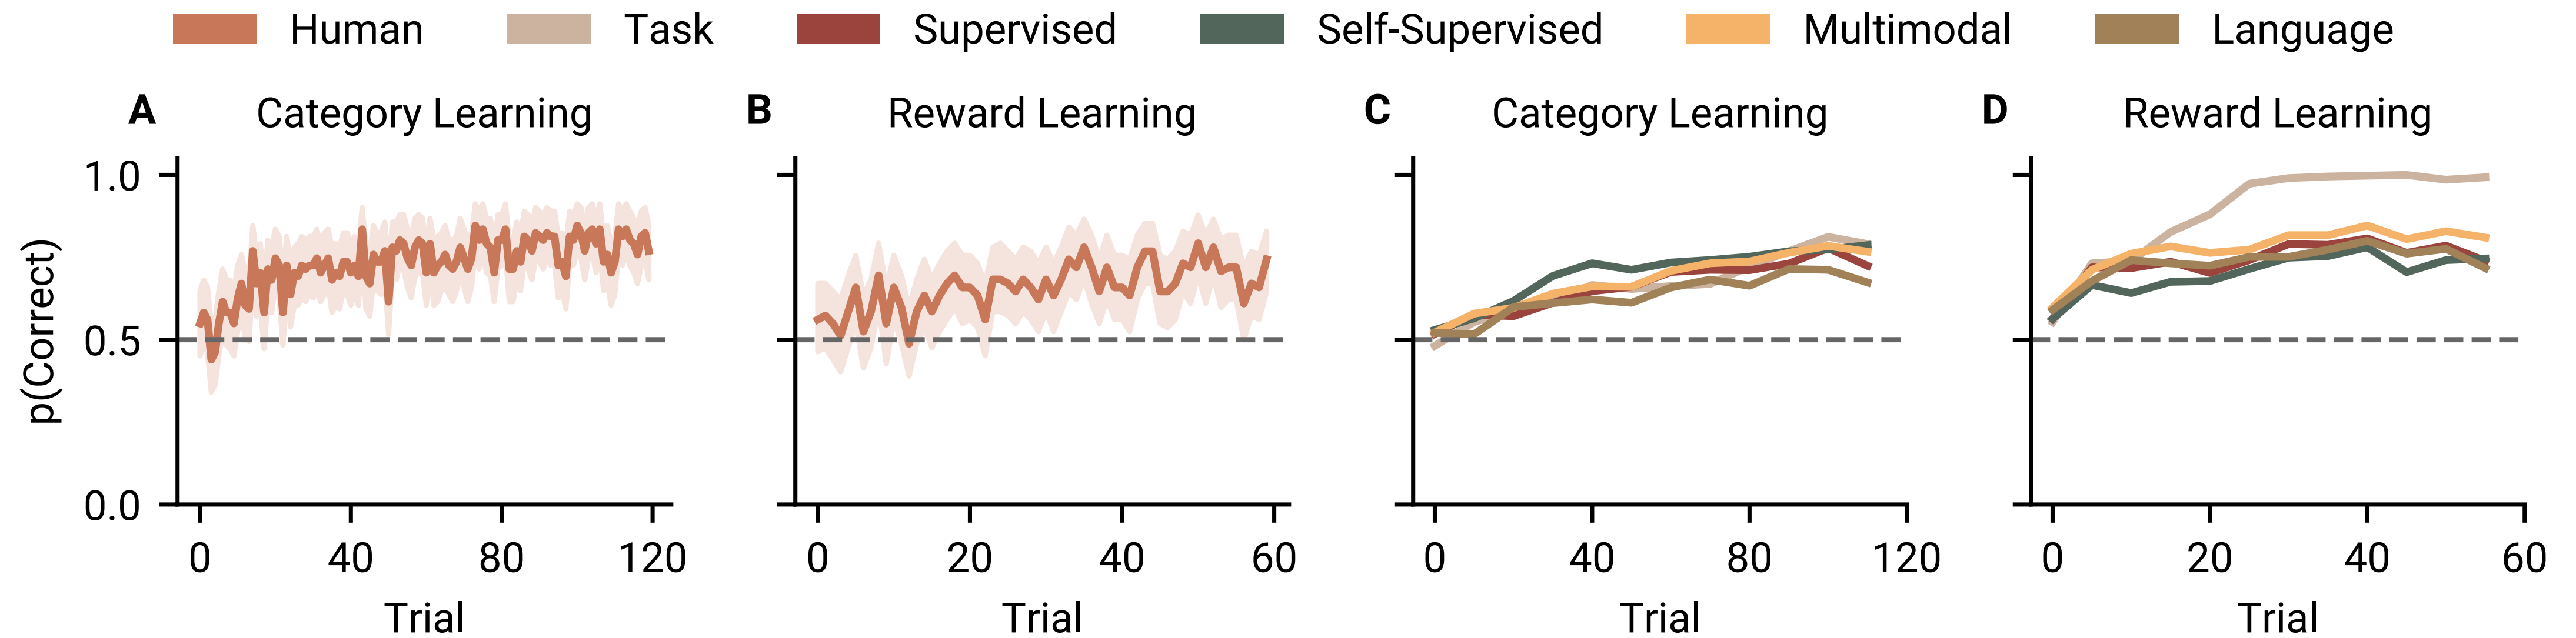 Human Task Supervised Self-Supervised Multimodal Language
A Category Learning B Reward Learning C Category Learning D Reward Learning
p(Correct)
1.0
0.5
0.0
0 40 80 120 0 20 40 60 0 40 80 120 0 20 40 60
Trial Trial Trial Trial